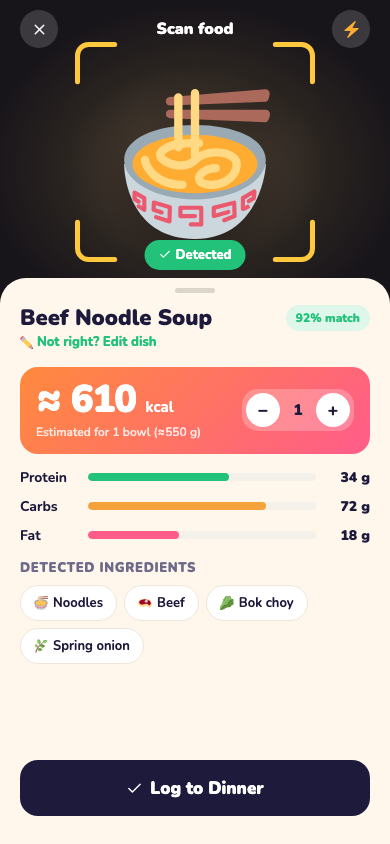 Scan food
Detected
Beef Noodle Soup
92% match
Not right? Edit dish
≈ 610 kcal
− 1 +
Estimated for 1 bowl (≈550 g)
Protein 34 g
Carbs 72 g
Fat 18 g
DETECTED INGREDIENTS
Noodles
Beef
Bok choy
Spring onion
Log to Dinner